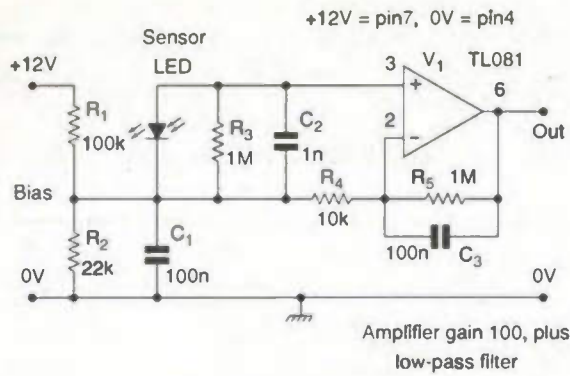 +12V = pin7, 0V = pin4
Sensor
LED
+12V
3
V1
TL081
R1
100k
R3
1M
C2
1n
+
6
2
−
Out
Bias
R4
10k
R5
1M
R2
22k
C1
100n
100n
C3
0V
0V
Amplifier gain 100, plus
low-pass filter